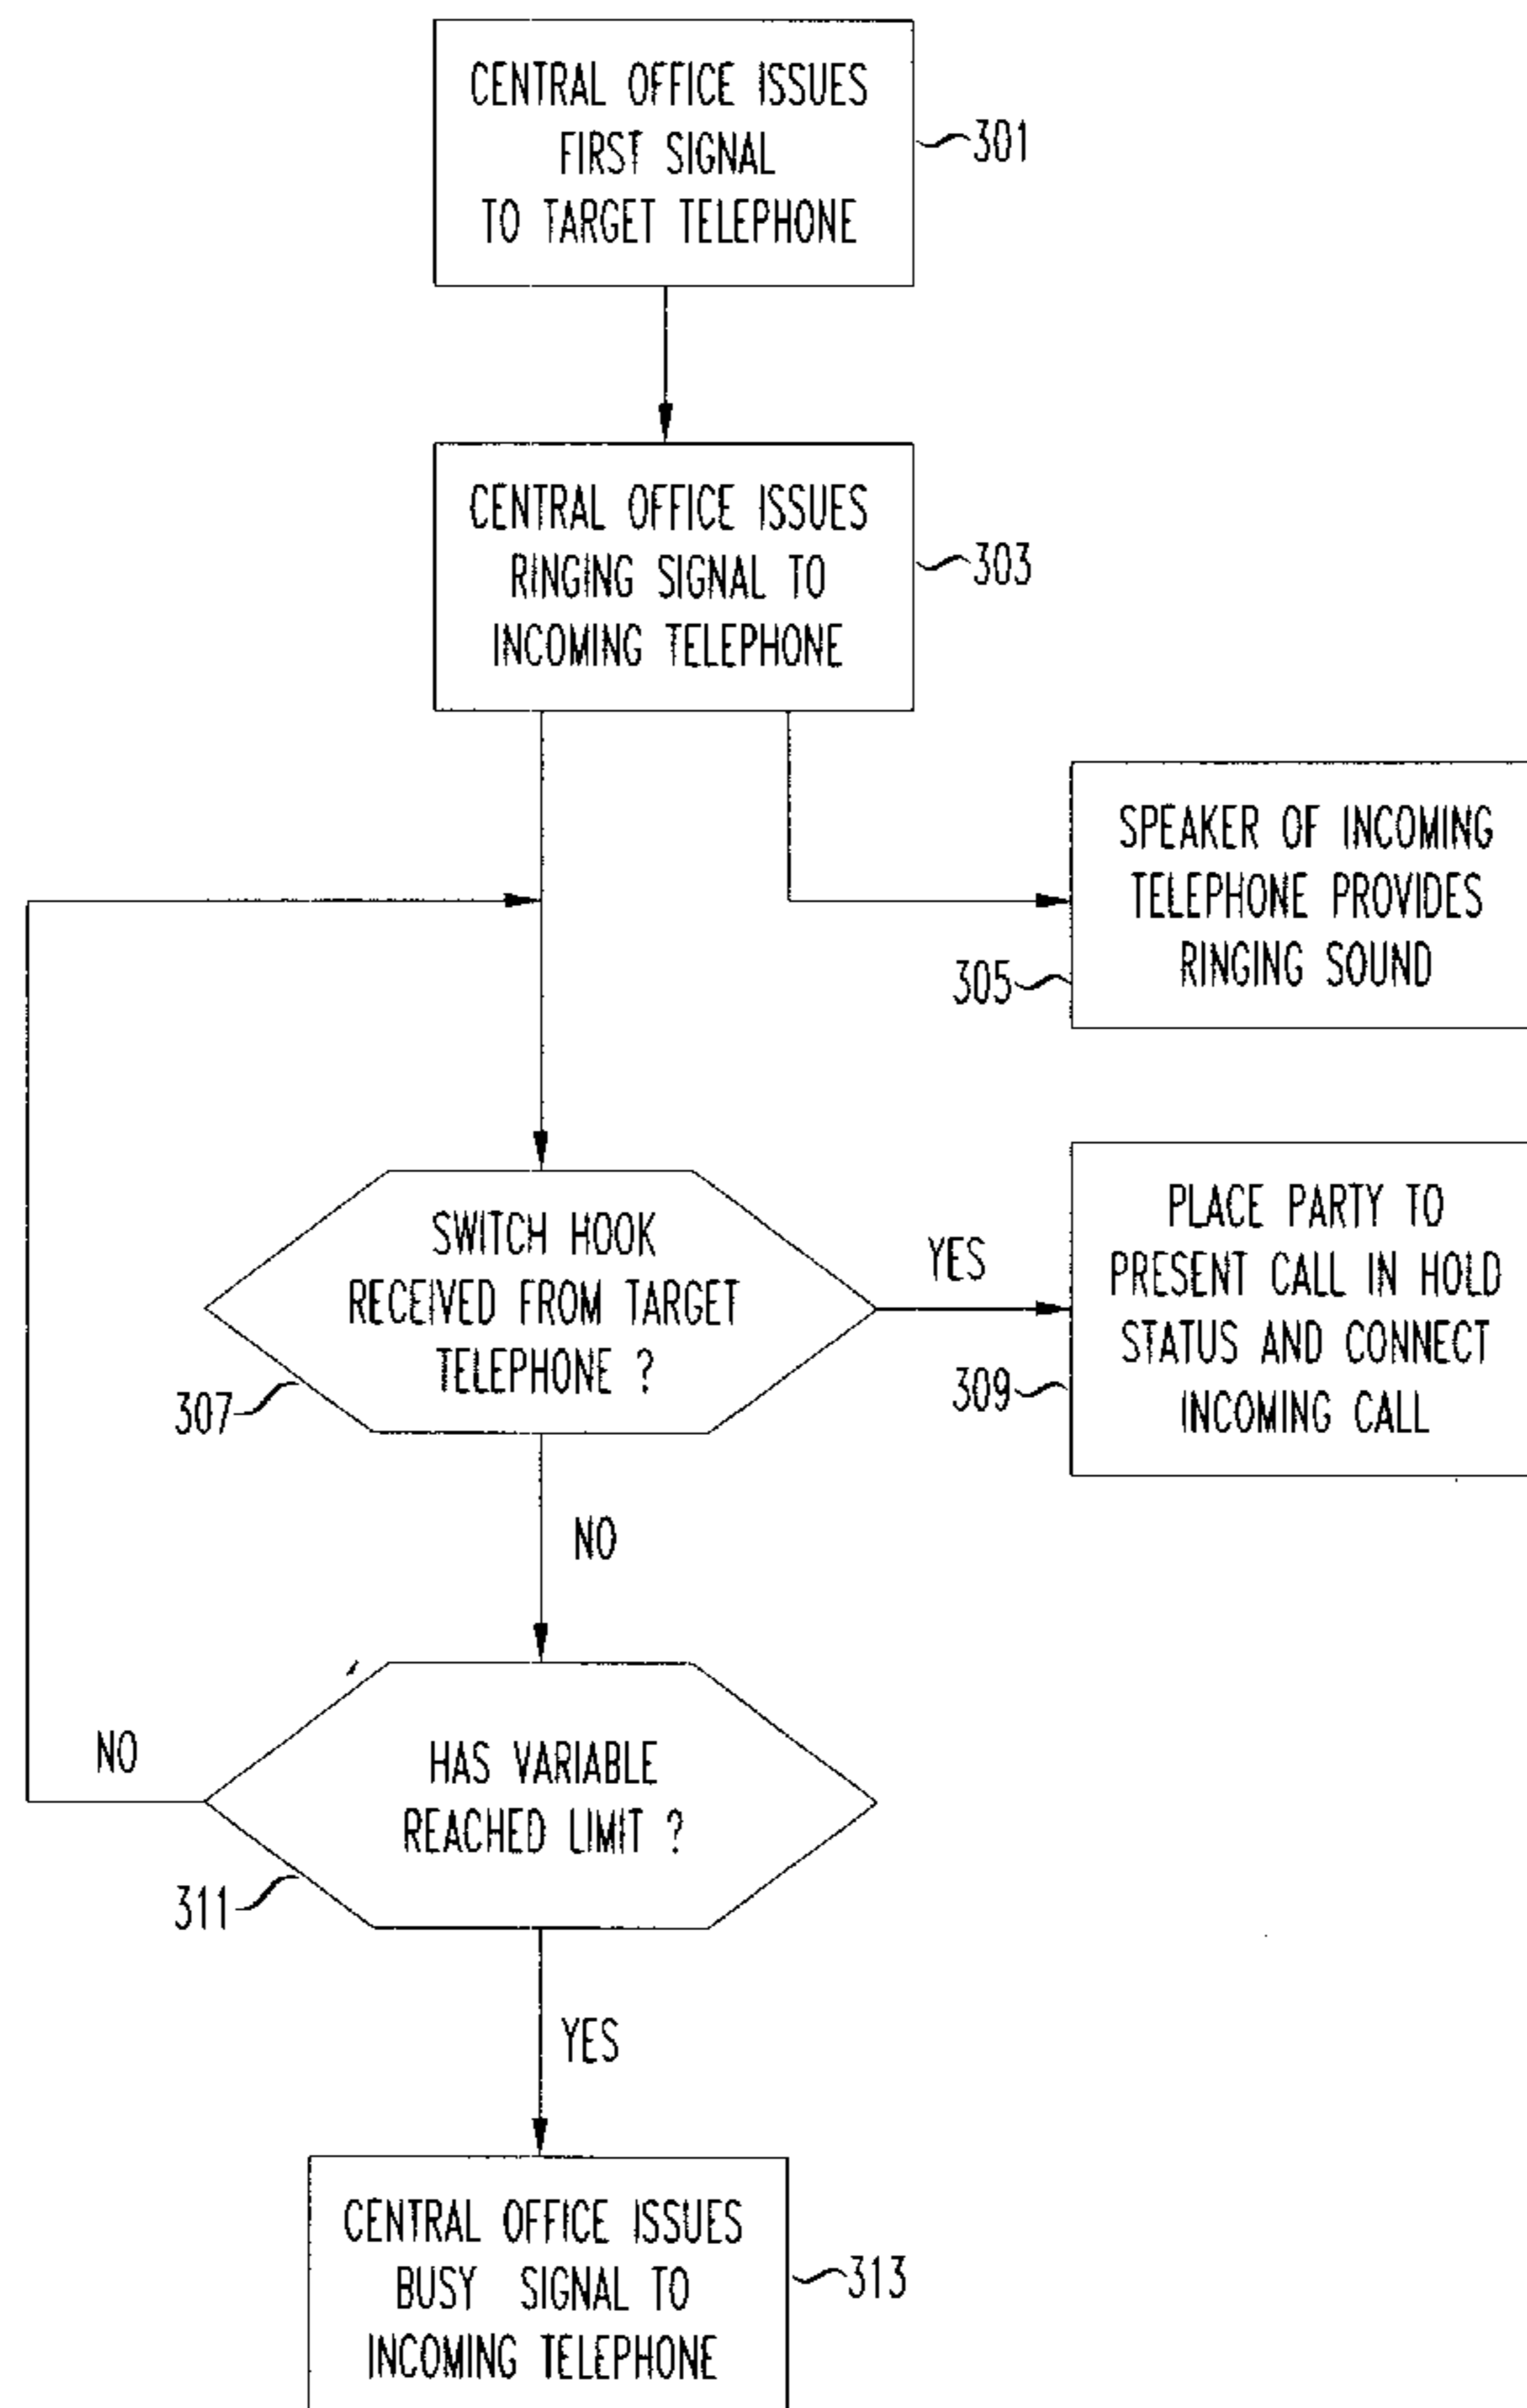 CENTRAL OFFICE ISSUES
FIRST SIGNAL
TO TARGET TELEPHONE
301
CENTRAL OFFICE ISSUES
RINGING SIGNAL TO
INCOMING TELEPHONE
303
SPEAKER OF INCOMING
TELEPHONE PROVIDES
RINGING SOUND
305
SWITCH HOOK
RECEIVED FROM TARGET
TELEPHONE ?
307
YES
PLACE PARTY TO
PRESENT CALL IN HOLD
STATUS AND CONNECT
INCOMING CALL
309
NO
HAS VARIABLE
REACHED LIMIT ?
311
NO
YES
CENTRAL OFFICE ISSUES
BUSY SIGNAL TO
INCOMING TELEPHONE
313